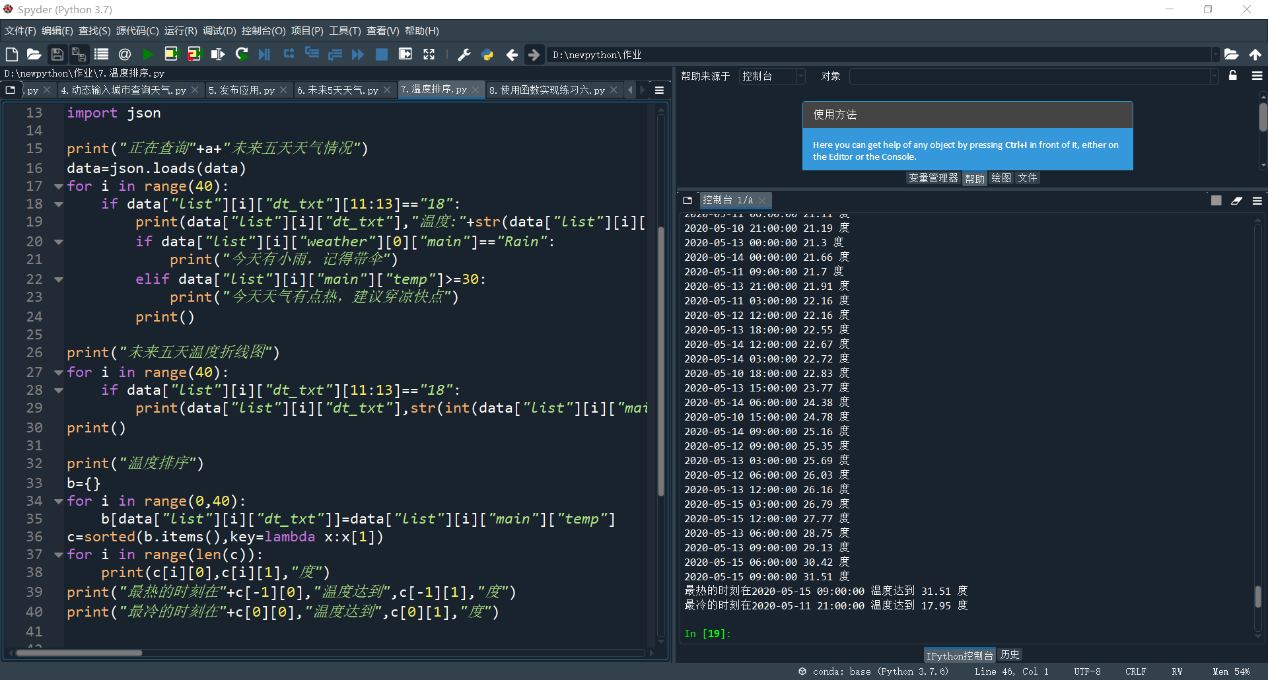 Spyder (Python 3.7)
文件(F) 编辑(E) 查找(S) 源代码(C) 运行(R) 调试(D) 控制台(O) 项目(P) 工具(T) 查看(V) 帮助(H)
D:\newpython\作业
D:\newpython\作业\7.温度排序.py
.py 4.动态输入城市查询天气.py 5.发布应用.py 6.未来5天天气.py 7.温度排序.py 8.使用函数实现练习六.py
13 import json
14
15 print("正在查询"+a+"未来五天天气情况")
16 data=json.loads(data)
17 for i in range(40):
18 if data["list"][i]["dt_txt"][11:13]=="18":
19 print(data["list"][i]["dt_txt"],"温度:"+str(data["list"][i][
20 if data["list"][i]["weather"][0]["main"]=="Rain":
21 print("今天有小雨，记得带伞")
22 elif data["list"][i]["main"]["temp"]>=30:
23 print("今天天气有点热，建议穿凉快点")
24 print()
25
26 print("未来五天温度折线图")
27 for i in range(40):
28 if data["list"][i]["dt_txt"][11:13]=="18":
29 print(data["list"][i]["dt_txt"],str(int(data["list"][i]["mai
30 print()
31
32 print("温度排序")
33 b={}
34 for i in range(0,40):
35 b[data["list"][i]["dt_txt"]]=data["list"][i]["main"]["temp"]
36 c=sorted(b.items(),key=lambda x:x[1])
37 for i in range(len(c)):
38 print(c[i][0],c[i][1],"度")
39 print("最热的时刻在"+c[-1][0],"温度达到",c[-1][1],"度")
40 print("最冷的时刻在"+c[0][0],"温度达到",c[0][1],"度")
41
帮助来源于 控制台 对象
使用方法
Here you can get help of any object by pressing Ctrl+I in front of it, either on
the Editor or the Console.
变量管理器 帮助 绘图 文件
控制台 1/A
2020-05-10 21:00:00 21.19 度
2020-05-13 00:00:00 21.3 度
2020-05-14 00:00:00 21.66 度
2020-05-11 09:00:00 21.7 度
2020-05-13 21:00:00 21.91 度
2020-05-11 03:00:00 22.16 度
2020-05-12 12:00:00 22.16 度
2020-05-13 18:00:00 22.55 度
2020-05-14 12:00:00 22.67 度
2020-05-14 03:00:00 22.72 度
2020-05-10 18:00:00 22.83 度
2020-05-13 15:00:00 23.77 度
2020-05-14 06:00:00 24.38 度
2020-05-10 15:00:00 24.78 度
2020-05-14 09:00:00 25.16 度
2020-05-12 09:00:00 25.35 度
2020-05-13 03:00:00 25.69 度
2020-05-12 06:00:00 26.03 度
2020-05-13 12:00:00 26.16 度
2020-05-15 03:00:00 26.79 度
2020-05-15 12:00:00 27.77 度
2020-05-13 06:00:00 28.75 度
2020-05-13 09:00:00 29.13 度
2020-05-15 06:00:00 30.42 度
2020-05-15 09:00:00 31.51 度
最热的时刻在2020-05-15 09:00:00 温度达到 31.51 度
最冷的时刻在2020-05-11 21:00:00 温度达到 17.95 度
In [19]:
IPython控制台 历史
conda: base (Python 3.7.6) Line 46, Col 1 UTF-8 CRLF RW Mem 54%